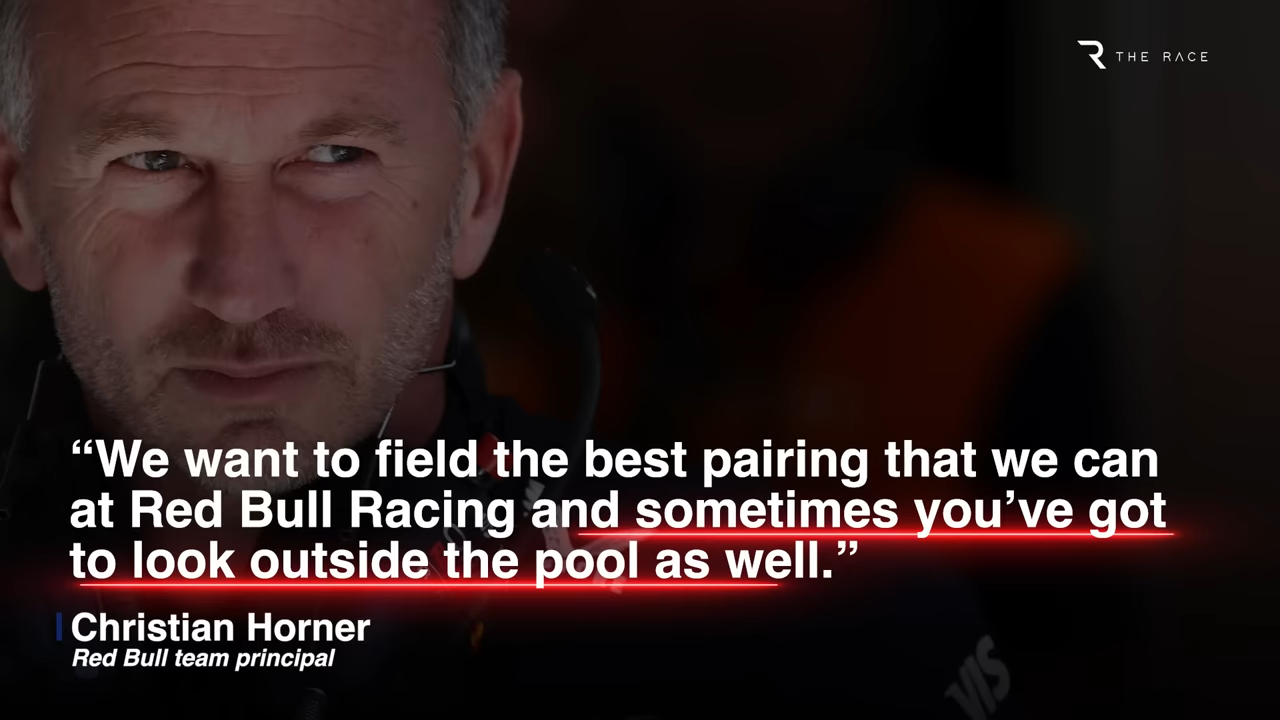 THE RACE
“We want to field the best pairing that we can
at Red Bull Racing and sometimes you’ve got
to look outside the pool as well.”
Christian Horner
Red Bull team principal
VIS